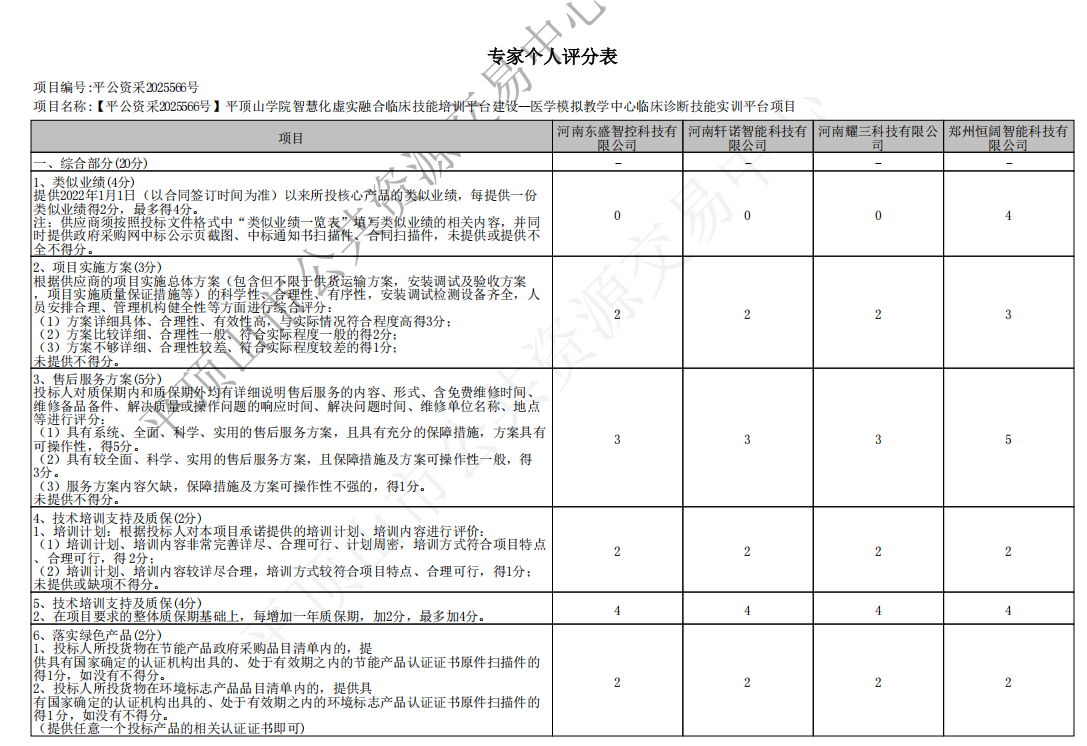 专家个人评分表
项目编号:平公资采2025566号
项目名称:【平公资采2025566号】平顶山学院智慧化虚实融合临床技能培训平台建设—医学模拟教学中心临床诊断技能实训平台项目
项目 河南东盛智控科技有 河南轩诺智能科技有 河南耀三科技有限公 郑州恒阔智能科技有
限公司 限公司 司 限公司
一、综合部分(20分) - - - -
1、类似业绩(4分)
提供2022年1月1日（以合同签订时间为准）以来所投核心产品的类似业绩，每提供一份
类似业绩得2分，最多得4分。
注：供应商须按照投标文件格式中“类似业绩一览表”填写类似业绩的相关内容，并同
时提供政府采购网中标公示页截图、中标通知书扫描件、合同扫描件，未提供或提供不
全不得分。
0 0 0 4
2、项目实施方案(3分)
根据供应商的项目实施总体方案（包含但不限于供货运输方案，安装调试及验收方案
，项目实施质量保证措施等）的科学性、合理性、有序性，安装调试检测设备齐全，人
员安排合理、管理机构健全性等方面进行综合评分：
（1）方案详细具体、合理性、有效性高，与实际情况符合程度高得3分；
（2）方案比较详细、合理性一般、符合实际程度一般的得2分；
（3）方案不够详细、合理性较差、符合实际程度较差的得1分；
未提供不得分。
2 2 2 3
3、售后服务方案(5分)
投标人对质保期内和质保期外均有详细说明售后服务的内容、形式、含免费维修时间、
维修备品备件、解决质量或操作问题的响应时间、解决问题时间、维修单位名称、地点
等进行评分：
（1）具有系统、全面、科学、实用的售后服务方案，且具有充分的保障措施，方案具有
可操作性，得5分。
（2）具有较全面、科学、实用的售后服务方案，且保障措施及方案可操作性一般，得
3分。
（3）服务方案内容欠缺，保障措施及方案可操作性不强的，得1分。
未提供不得分。
3 3 3 5
4、技术培训支持及质保(2分)
1、培训计划：根据投标人对本项目承诺提供的培训计划、培训内容进行评价：
（1）培训计划、培训内容非常完善详尽、合理可行、计划周密，培训方式符合项目特点
、合理可行，得 2分；
（2）培训计划、培训内容较详尽合理，培训方式较符合项目特点、合理可行，得1分；
未提供或缺项不得分。
2 2 2 2
5、技术培训支持及质保(4分)
2、在项目要求的整体质保期基础上，每增加一年质保期，加2分，最多加4分。
4 4 4 4
6、落实绿色产品(2分)
1、投标人所投货物在节能产品政府采购品目清单内的，提
供具有国家确定的认证机构出具的、处于有效期之内的节能产品认证证书原件扫描件的
得1分，如没有不得分。
2、投标人所投货物在环境标志产品品目清单内的，提供具
有国家确定的认证机构出具的、处于有效期之内的环境标志产品认证证书原件扫描件的
得1分，如没有不得分。
（提供任意一个投标产品的相关认证证书即可)
2 2 2 2
平顶山市公共资源交易中心
平顶山市公共资源交易中心